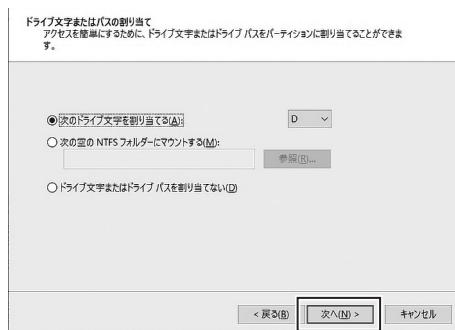 ドライブ文字またはパスの割り当て
アクセスを簡単にするために、ドライブ文字またはドライブ パスをパーティションに割り当てることができま
す。
次のドライブ文字を割り当てる(A):
D
次の空の NTFS フォルダーにマウントする(M):
参照(R)...
ドライブ文字またはドライブ パスを割り当てない(D)
< 戻る(B) 次へ(N) > キャンセル